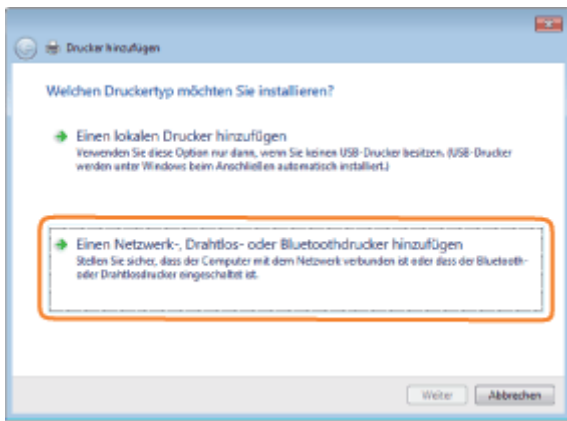 Drucker hinzufügen
Welchen Druckertyp möchten Sie installieren?
Einen lokalen Drucker hinzufügen
Verwenden Sie diese Option nur dann, wenn Sie keinen USB-Drucker besitzen. (USB-Drucker
werden unter Windows beim Anschließen automatisch installiert.)
Einen Netzwerk-, Drahtlos- oder Bluetoothdrucker hinzufügen
Stellen Sie sicher, dass der Computer mit dem Netzwerk verbunden ist oder dass der Bluetooth-
oder Drahtlosdrucker eingeschaltet ist.
Weiter Abbrechen